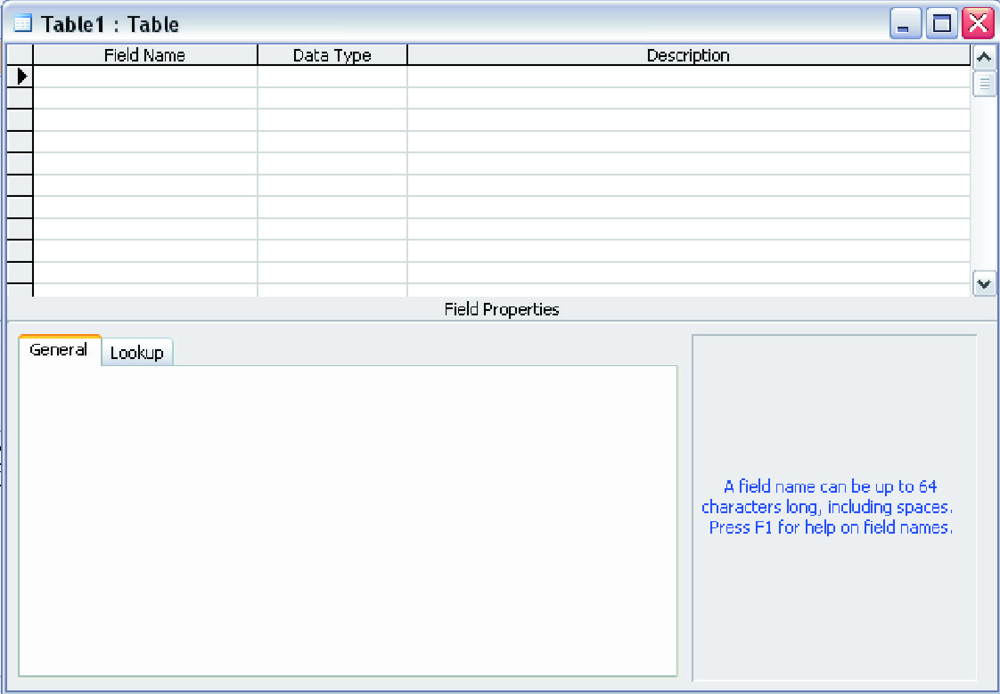 Table1 : Table
Field Name Data Type Description
Field Properties
General Lookup
A field name can be up to 64
characters long, including spaces.
Press F1 for help on field names.